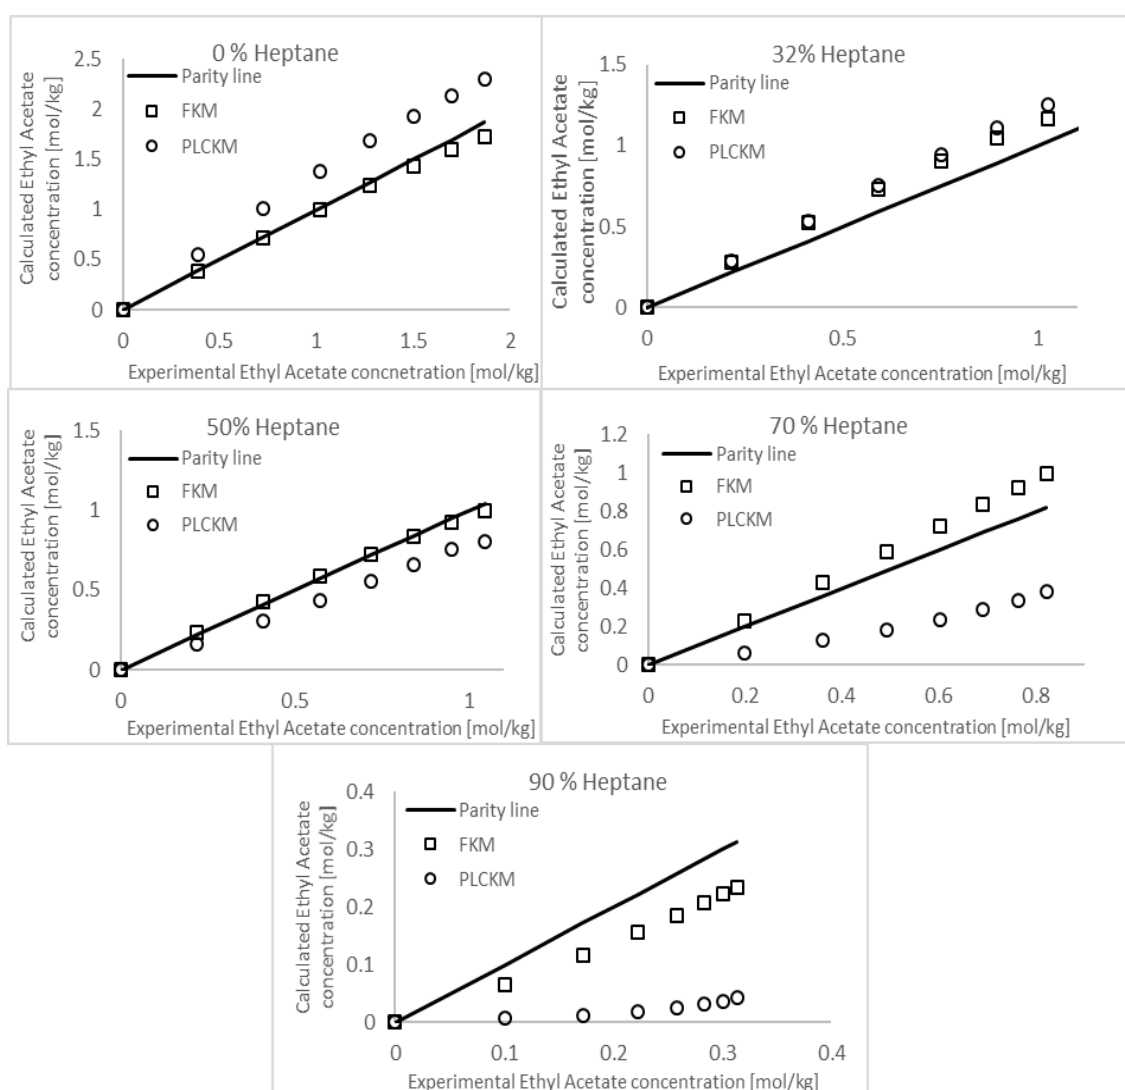 0 % Heptane
Parity line
FKM
PLCKM
Calculated Ethyl Acetate
concentration [mol/kg]
2.5
2
1.5
1
0.5
0
0
0.5
1
1.5
2
Experimental Ethyl Acetate concnetration [mol/kg]
32% Heptane
Parity line
FKM
PLCKM
Calculated Ethyl Acetate
concentration [mol/kg]
1.5
1
0.5
0
0
0.5
1
Experimental Ethyl Acetate concentration [mol/kg]
50% Heptane
Parity line
FKM
PLCKM
Calculated Ethyl Acetate
concentration [mol/kg]
1.5
1
0.5
0
0
0.5
1
Experimental Ethyl Acetate concentration [mol/kg]
70 % Heptane
Parity line
FKM
PLCKM
Calculated Ethyl Acetate
concentration [mol/kg]
1.2
1
0.8
0.6
0.4
0.2
0
0
0.2
0.4
0.6
0.8
Experimental Ethyl Acetate concentration [mol/kg]
90 % Heptane
Parity line
FKM
PLCKM
Calculated Ethyl Acetate
concentration [mol/kg]
0.4
0.3
0.2
0.1
0
0
0.1
0.2
0.3
0.4
Experimental Ethyl Acetate concentration [mol/kg]